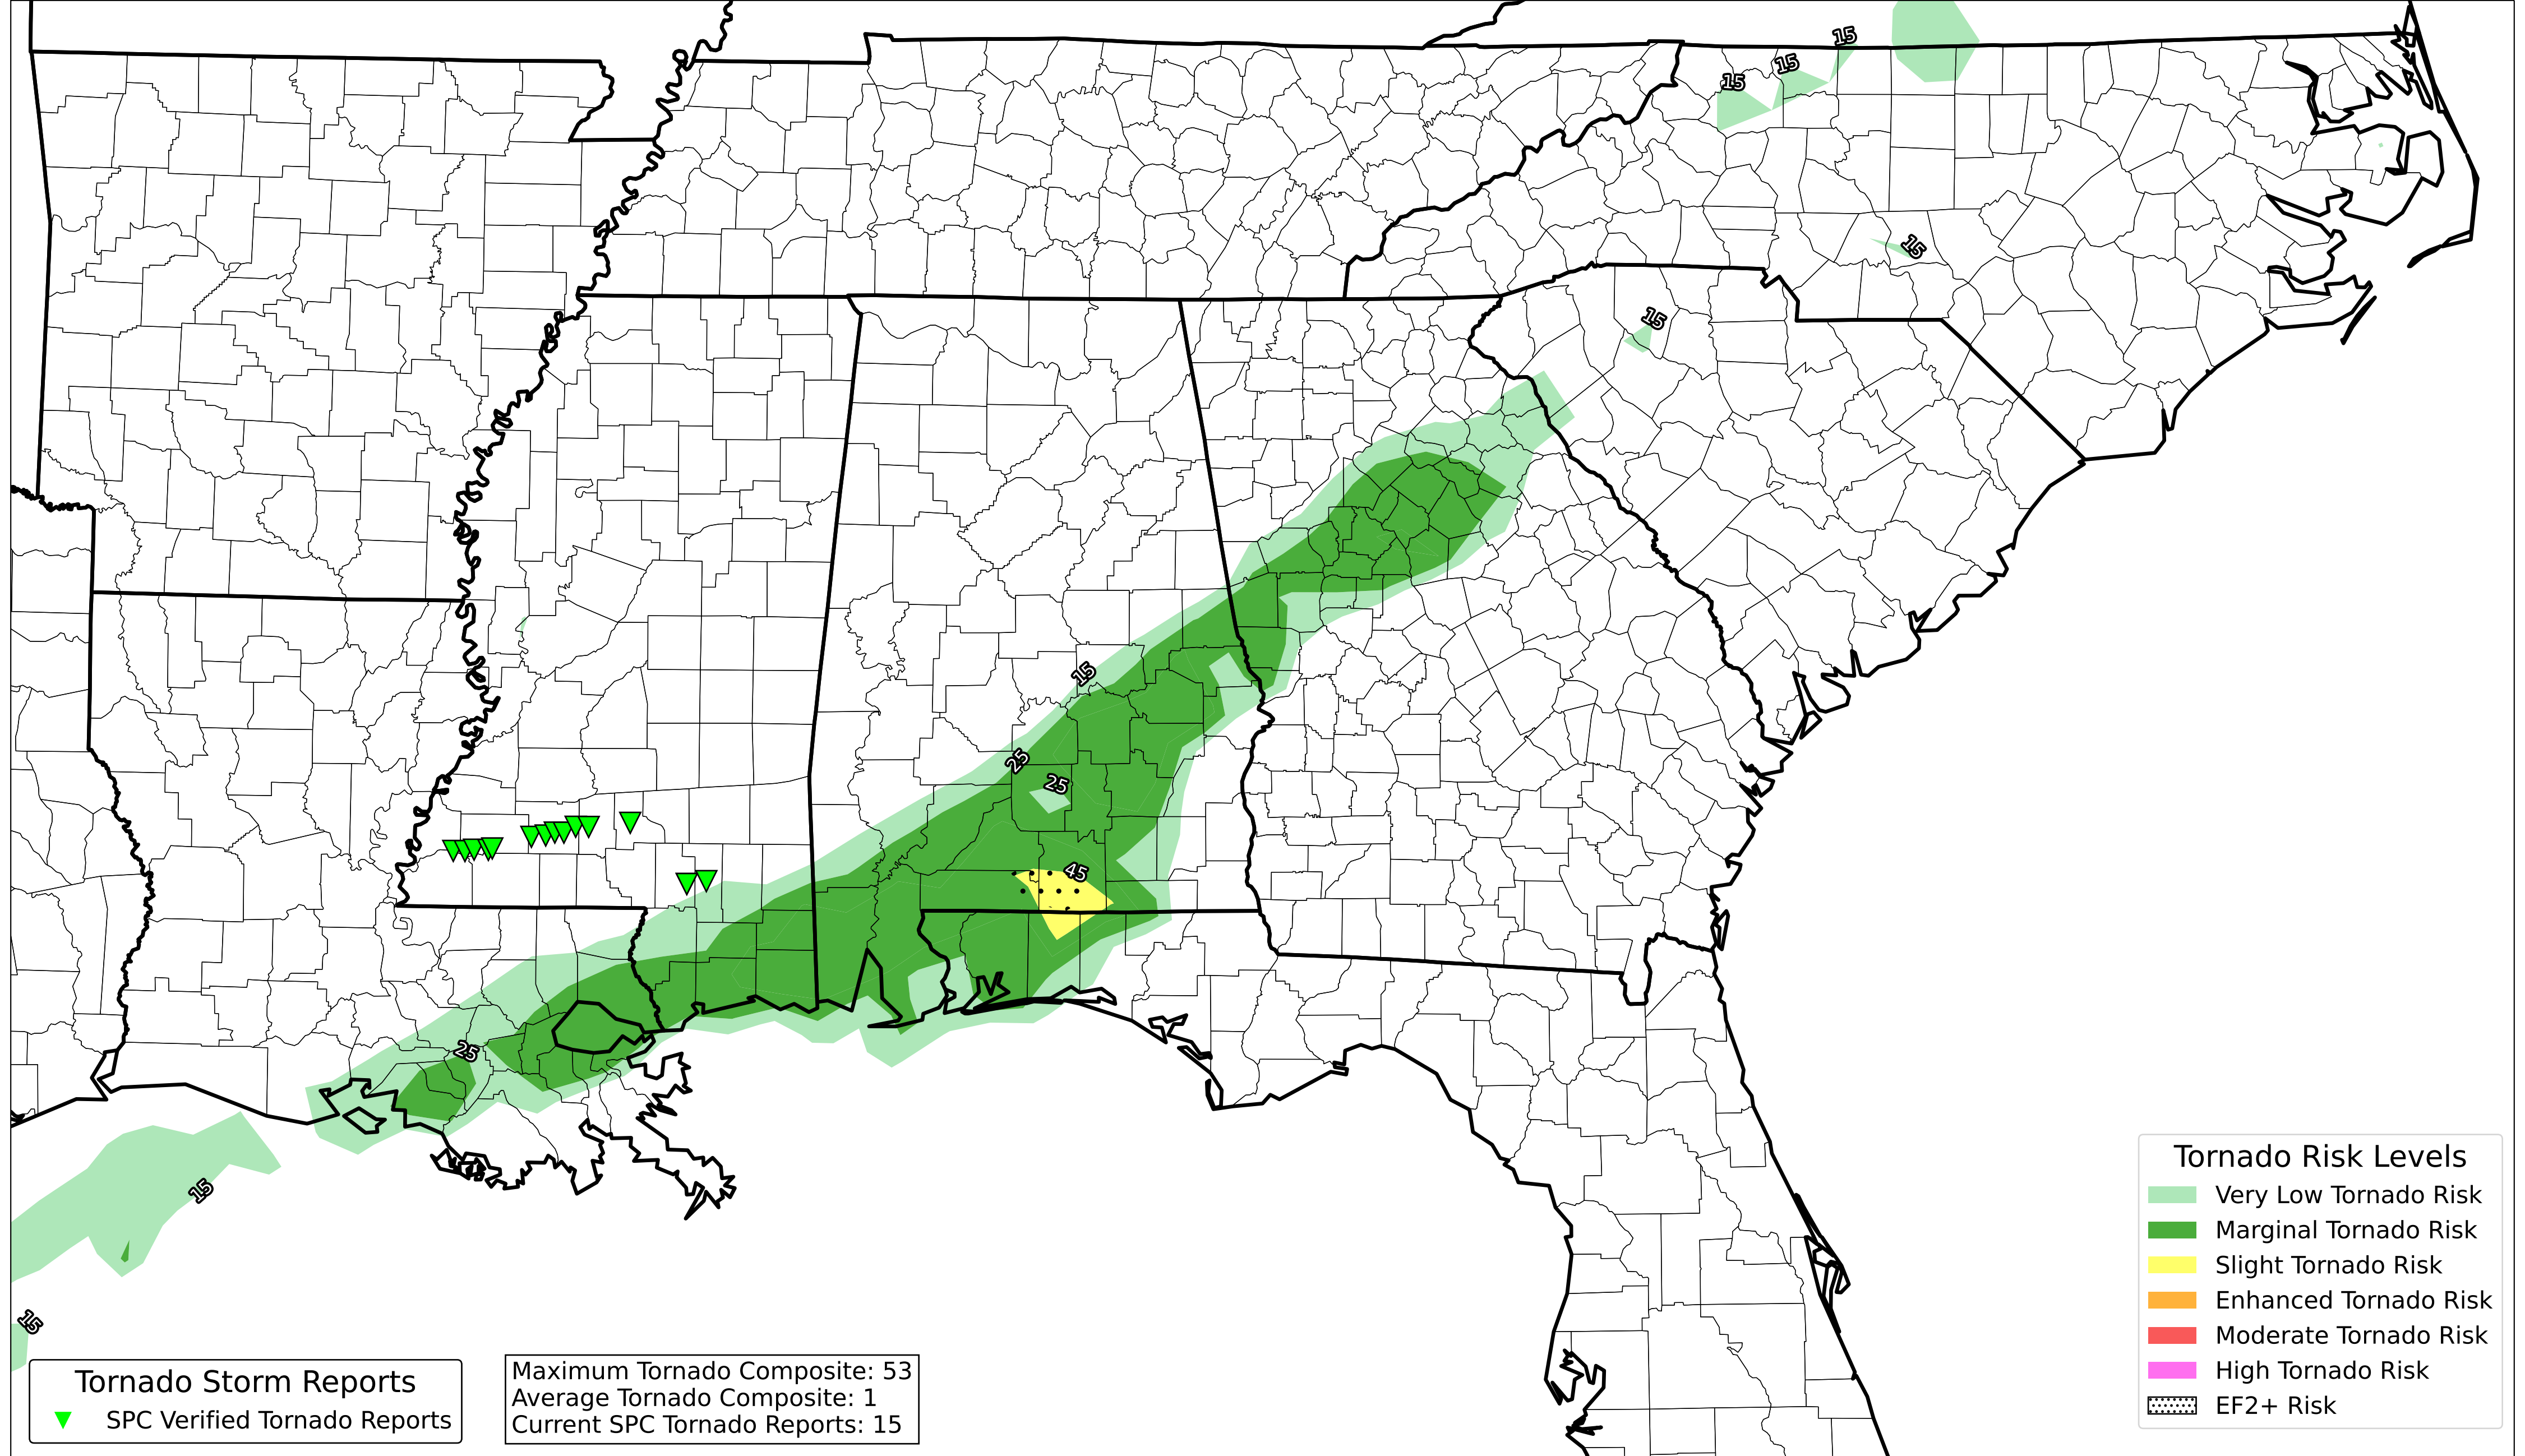 15
15
15
15
15
15
25
25
45
25
15
15
Tornado Storm Reports
SPC Verified Tornado Reports
Maximum Tornado Composite: 53
Average Tornado Composite: 1
Current SPC Tornado Reports: 15
Tornado Risk Levels
Very Low Tornado Risk
Marginal Tornado Risk
Slight Tornado Risk
Enhanced Tornado Risk
Moderate Tornado Risk
High Tornado Risk
EF2+ Risk